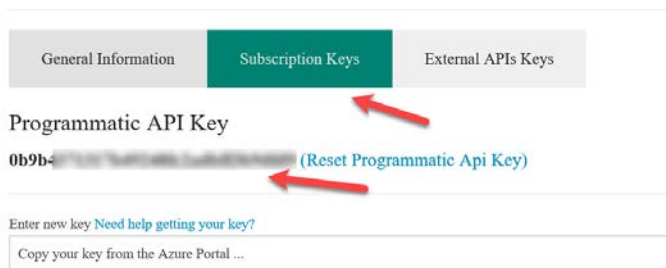 General Information
Subscription Keys
External APIs Keys
Programmatic API Key
0b9b (Reset Programmatic Api Key)
Enter new key Need help getting your key?
Copy your key from the Azure Portal ...